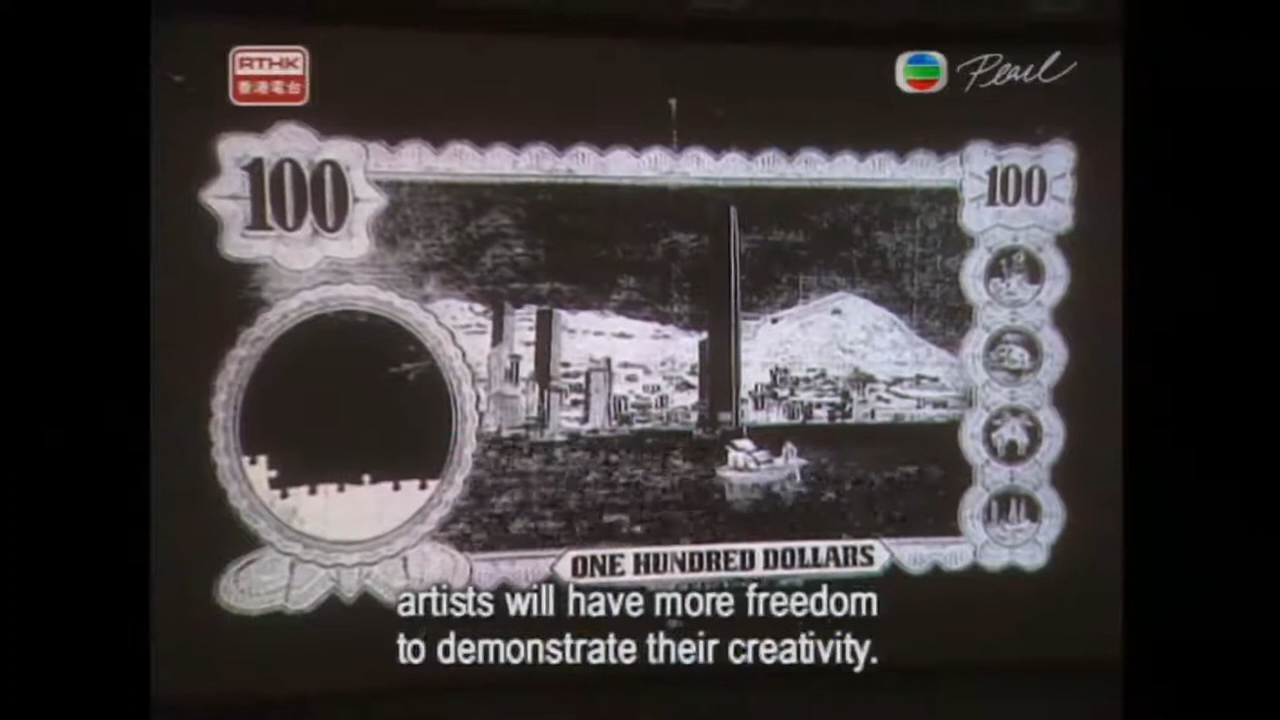 RTHK
香港電台
Pearl
100
100
ONE HUNDRED DOLLARS
artists will have more freedom
to demonstrate their creativity.